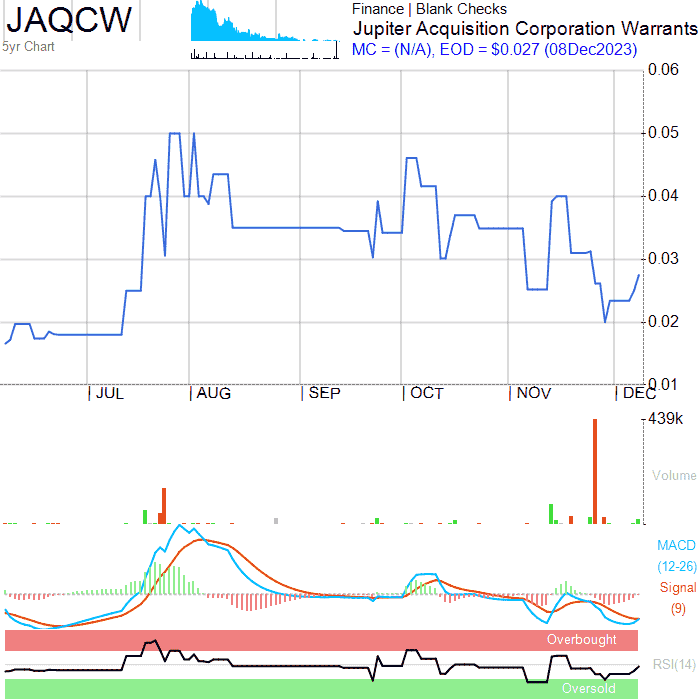 JAQCW
5yr Chart
Finance | Blank Checks
Jupiter Acquisition Corporation Warrants
MC = (N/A), EOD = $0.027 (08Dec2023)
0.06
0.05
0.04
0.03
0.02
0.01
JUL AUG SEP OCT NOV DEC
439k
Volume
MACD
(12-26)
Signal
(9)
Overbought
RSI(14)
Oversold